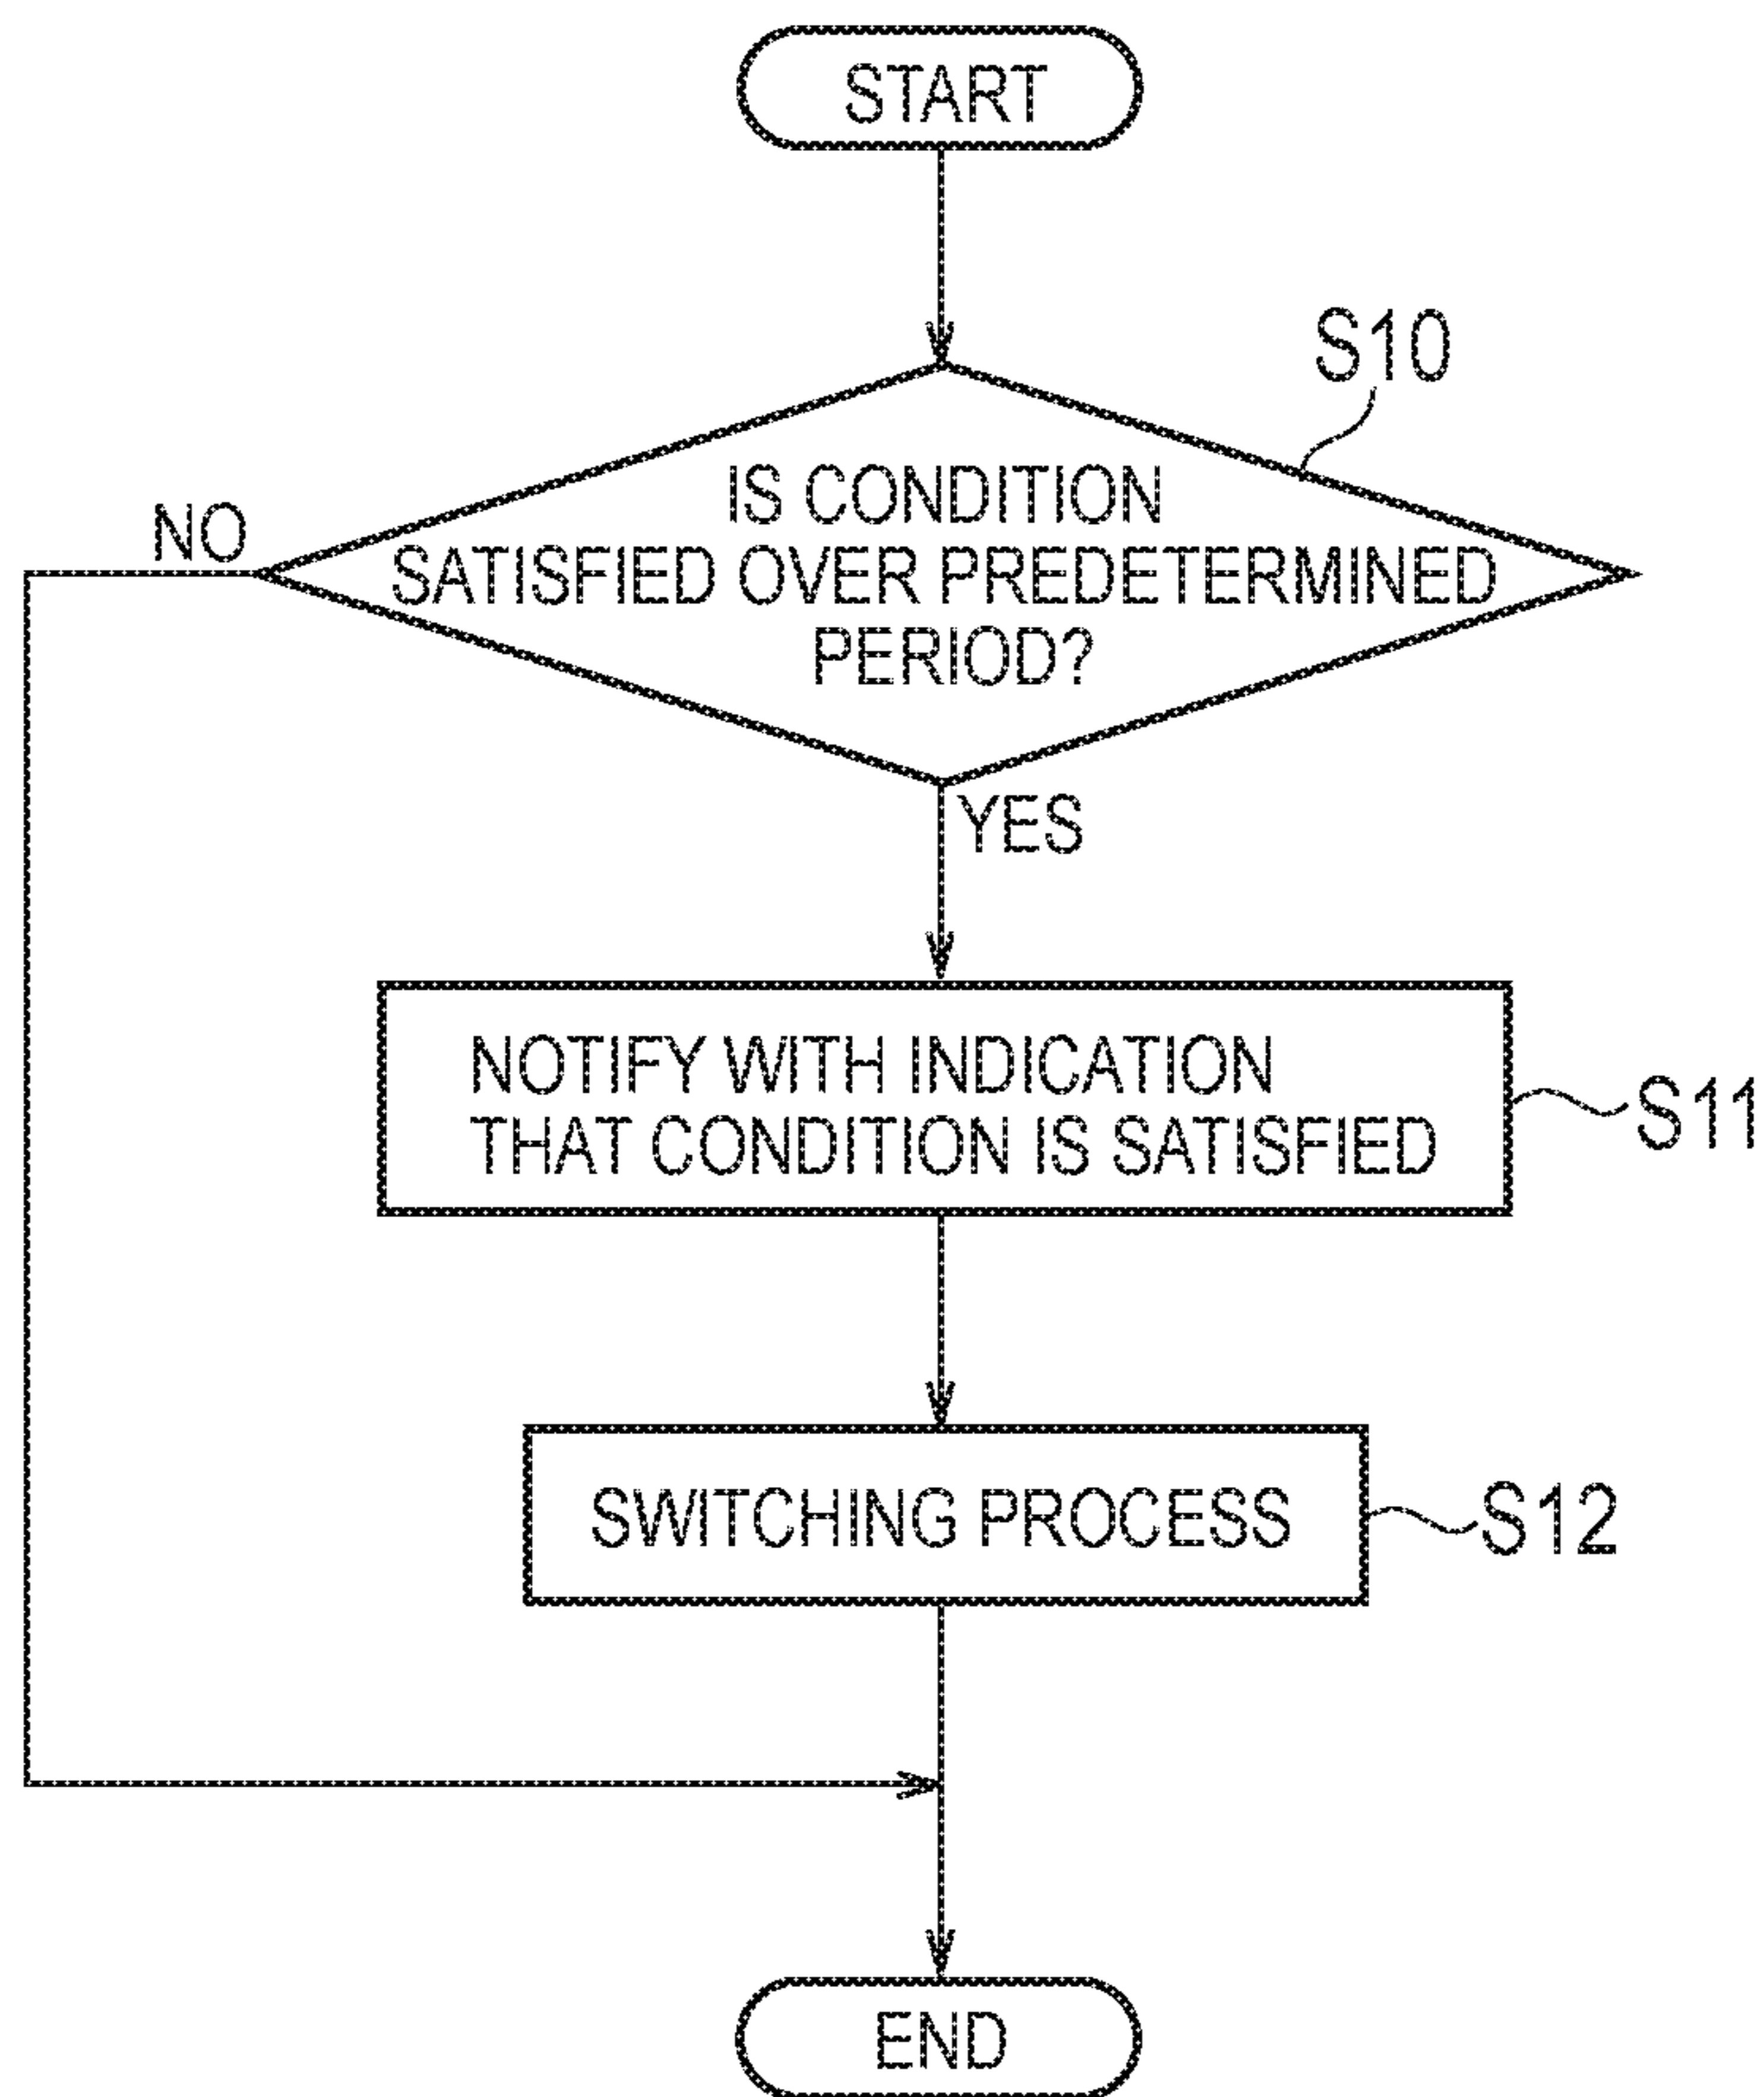 START
S10
IS CONDITION
NO
SATISFIED OVER PREDETERMINED
PERIOD?
YES
NOTIFY WITH INDICATION
THAT CONDITION IS SATISFIED
S11
SWITCHING PROCESS
S12
END